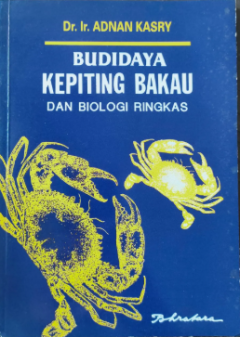 Dr. Ir. ADNAN KASRY
BUDIDAYA
KEPITING BAKAU
DAN BIOLOGI RINGKAS
Bhratara